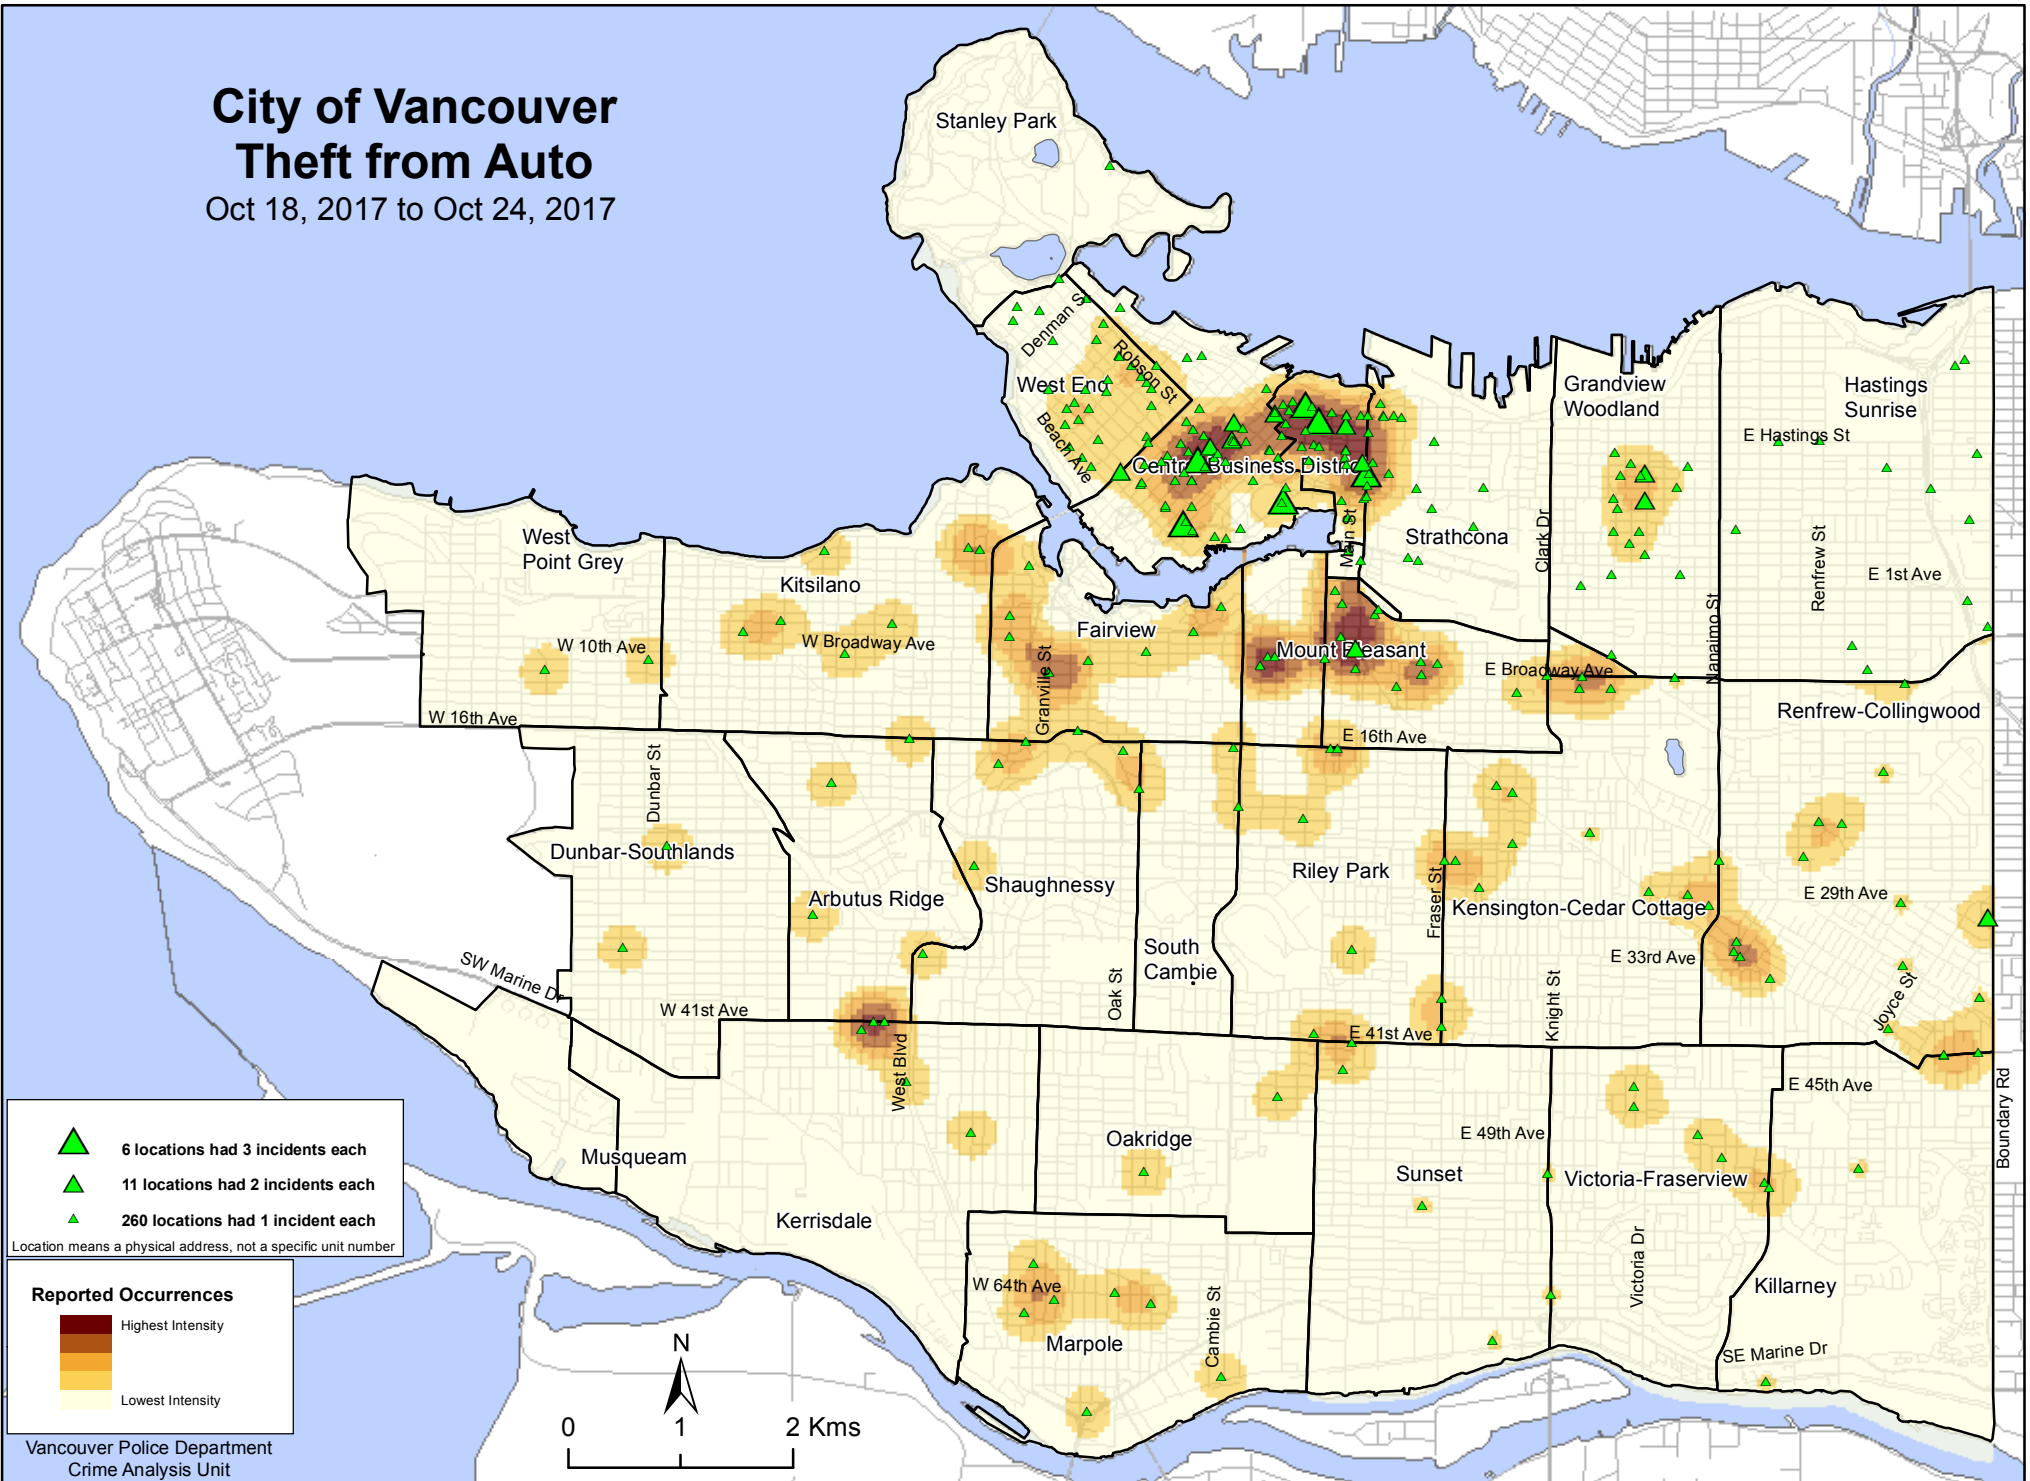 City of Vancouver
Theft from Auto
Oct 18, 2017 to Oct 24, 2017
Stanley Park
Denman St
Robson St
West End
Beach Ave
Central Business District
Grandview
Woodland
Hastings
Sunrise
E Hastings St
Main St
Strathcona
Clark Dr
Renfrew St
E 1st Ave
Nanaimo St
West
Point Grey
Kitsilano
W 10th Ave
W Broadway Ave
Fairview
Granville St
Mount Pleasant
E Broadway Ave
W 16th Ave
E 16th Ave
Renfrew-Collingwood
Dunbar St
Dunbar-Southlands
Arbutus Ridge
Shaughnessy
Riley Park
Fraser St
Kensington-Cedar Cottage
E 29th Ave
South
Cambie
Oak St
E 33rd Ave
SW Marine Dr
W 41st Ave
Knight St
Joyce St
E 41st Ave
West Blvd
E 45th Ave
Boundary Rd
Musqueam
Oakridge
E 49th Ave
Sunset
Victoria-Fraserview
Kerrisdale
W 64th Ave
Marpole
Cambie St
Victoria Dr
Killarney
SE Marine Dr
6 locations had 3 incidents each
11 locations had 2 incidents each
260 locations had 1 incident each
Location means a physical address, not a specific unit number
Reported Occurrences
Highest Intensity
Lowest Intensity
N
0 1 2 Kms
Vancouver Police Department
Crime Analysis Unit